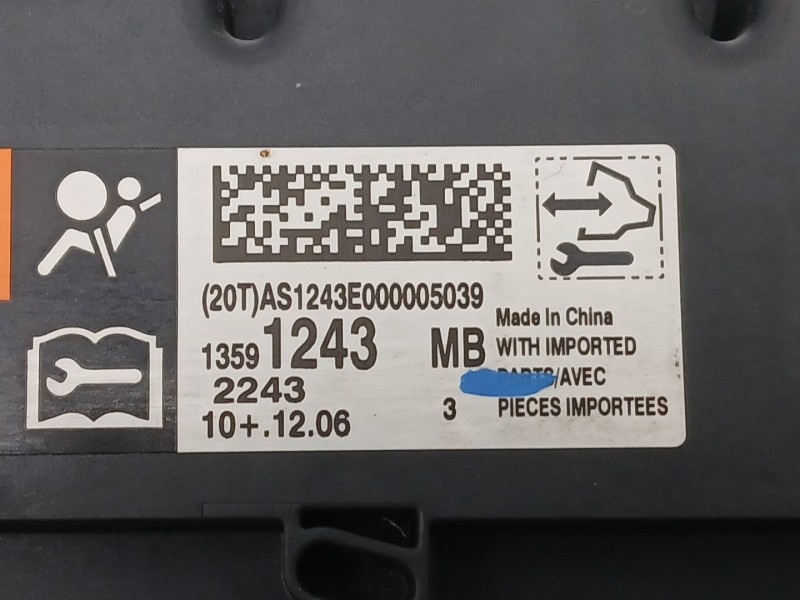 (20T)AS1243E000005039
1359 1243 MB
2243
10+.12.06
3
Made In China
WITH IMPORTED
PARTS/AVEC
PIECES IMPORTEES